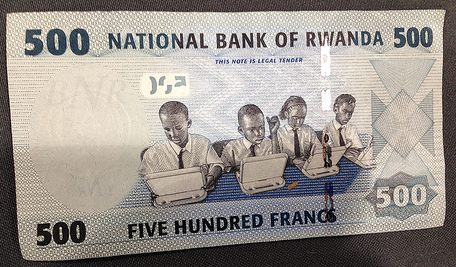 500 NATIONAL BANK OF RWANDA 500
THIS NOTE IS LEGAL TENDER
500
500 FIVE HUNDRED FRANCS